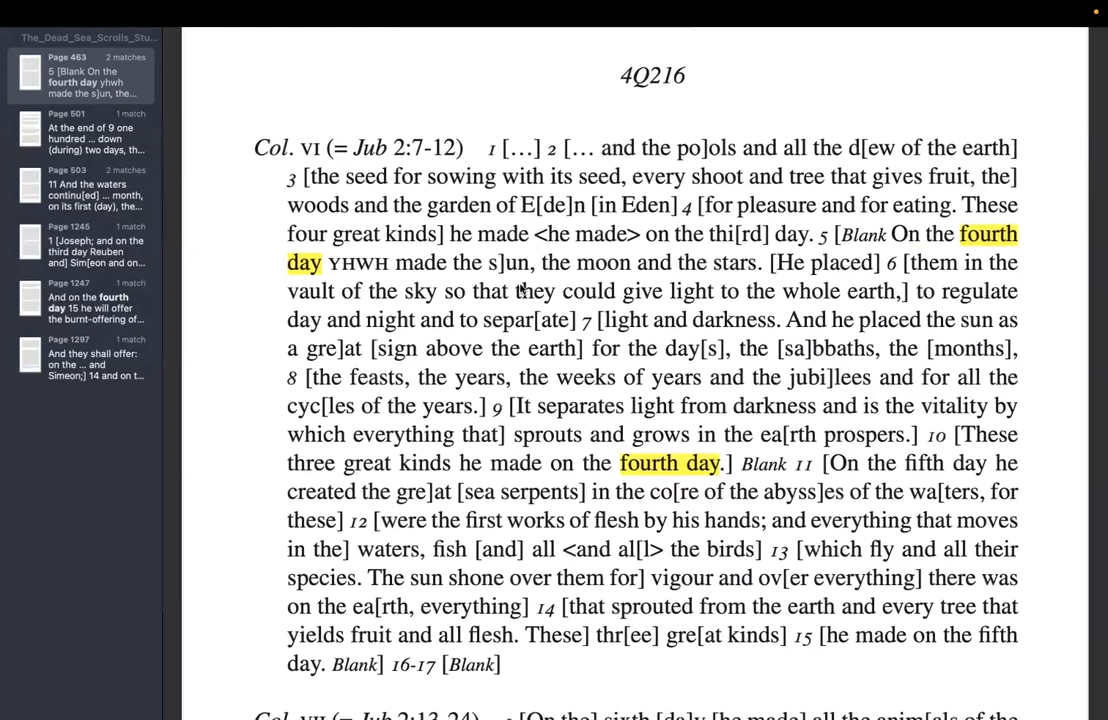 The_Dead_Sea_Scrolls_Stu...
Page 463 2 matches
5 [Blank On the
fourth day yhwh
made the s]un, the...
Page 501 1 match
At the end of 9 one
hundred ... down
(during) two days, th...
Page 503 2 matches
11 And the waters
continu[ed] ... month,
on its first (day), the...
Page 1245 1 match
1 [Joseph; and on the
third day Reuben
and] Sim[eon and on...
Page 1247 1 match
And on the fourth
day 15 he will offer
the burnt-offering of...
Page 1297 1 match
And they shall offer:
on the ... and
Simeon;] 14 and on t...
4Q216
Col. VI (= Jub 2:7-12) 1 […] 2 [… and the po]ols and all the d[ew of the earth]
3 [the seed for sowing with its seed, every shoot and tree that gives fruit, the]
woods and the garden of E[de]n [in Eden] 4 [for pleasure and for eating. These
four great kinds] he made <he made> on the thi[rd] day. 5 [Blank On the fourth
day YHWH made the s]un, the moon and the stars. [He placed] 6 [them in the
vault of the sky so that they could give light to the whole earth,] to regulate
day and night and to separ[ate] 7 [light and darkness. And he placed the sun as
a gre]at [sign above the earth] for the day[s], the [sa]bbaths, the [months],
8 [the feasts, the years, the weeks of years and the jubi]lees and for all the
cyc[les of the years.] 9 [It separates light from darkness and is the vitality by
which everything that] sprouts and grows in the ea[rth prospers.] 10 [These
three great kinds he made on the fourth day.] Blank 11 [On the fifth day he
created the gre]at [sea serpents] in the co[re of the abyss]es of the wa[ters, for
these] 12 [were the first works of flesh by his hands; and everything that moves
in the] waters, fish [and] all <and al[l> the birds] 13 [which fly and all their
species. The sun shone over them for] vigour and ov[er everything] there was
on the ea[rth, everything] 14 [that sprouted from the earth and every tree that
yields fruit and all flesh. These] thr[ee] gre[at kinds] 15 [he made on the fifth
day. Blank] 16-17 [Blank]
Col. VII (= Jub 2:13-24) [On the] sixth [da]y [he made] all the anim[als of the